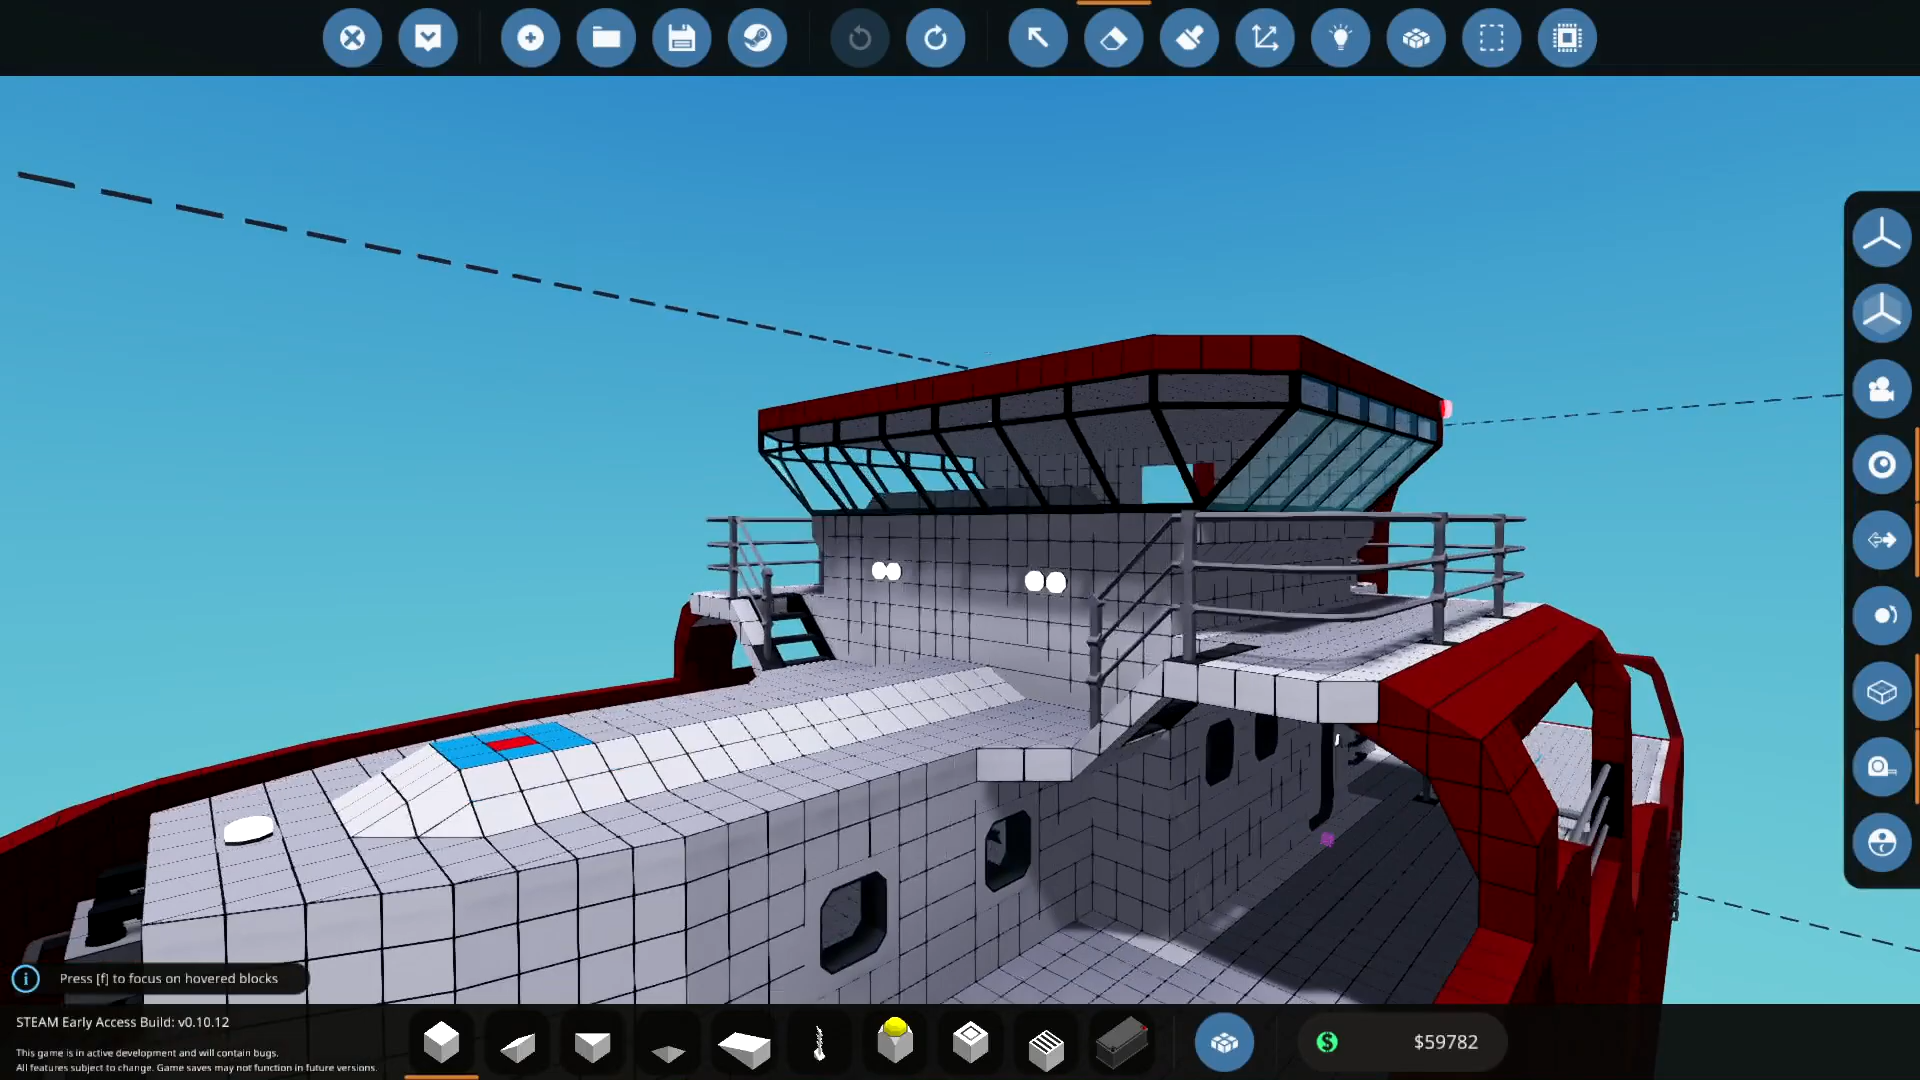 Press [f] to focus on hovered blocks
STEAM Early Access Build: v0.10.12
This game is in active development and will contain bugs.
All features subject to change. Game saves may not function in future versions.
$59782